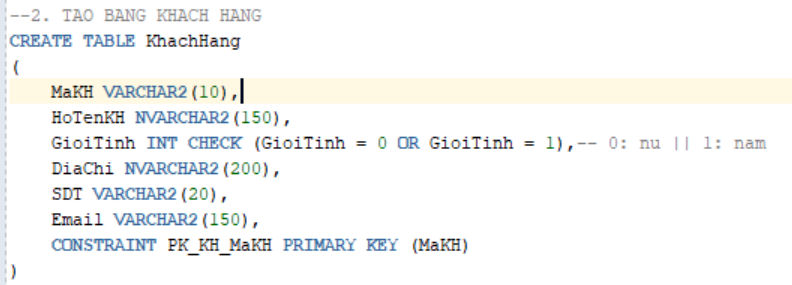 --2. TAO BANG KHACH HANG
CREATE TABLE KhachHang
(
MaKH VARCHAR2(10),
HoTenKH NVARCHAR2(150),
GioiTinh INT CHECK (GioiTinh = 0 OR GioiTinh = 1),-- 0: nu || 1: nam
DiaChi NVARCHAR2(200),
SDT VARCHAR2(20),
Email VARCHAR2(150),
CONSTRAINT PK_KH_MaKH PRIMARY KEY (MaKH)
)